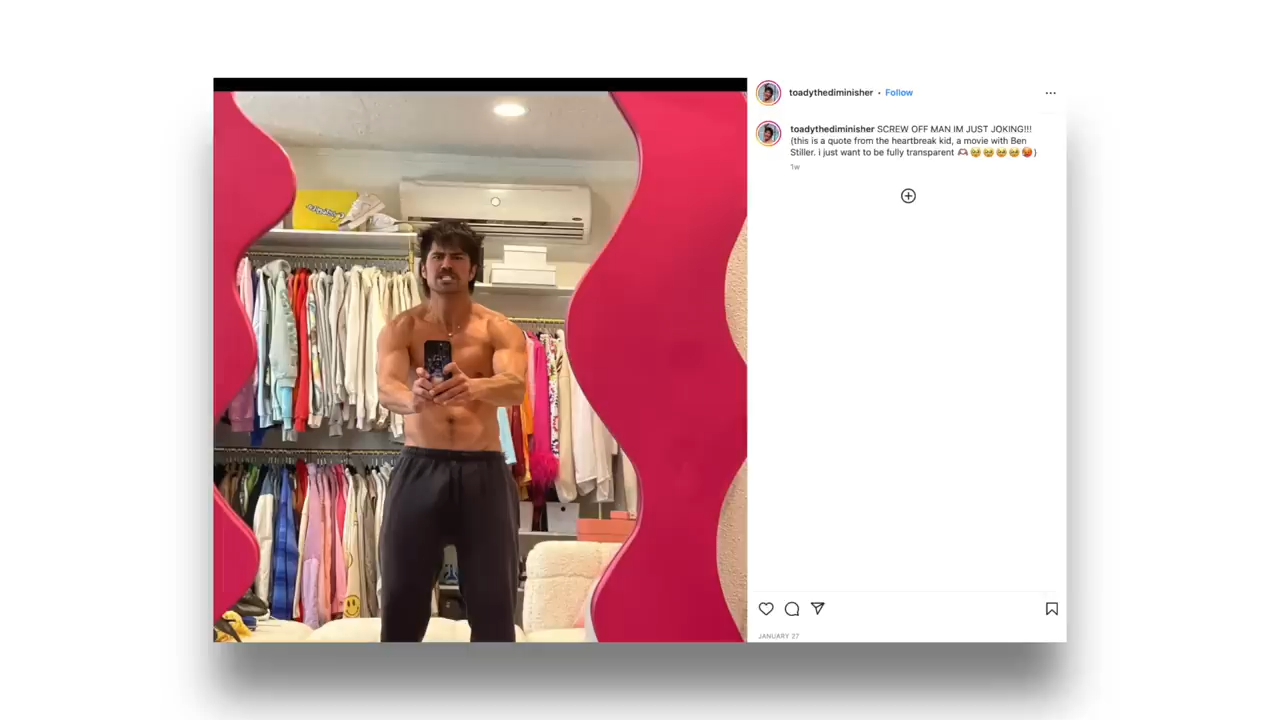 toadythediminisher • Follow
toadythediminisher SCREW OFF MAN IM JUST JOKING!!!
(this is a quote from the heartbreak kid, a movie with Ben
Stiller. i just want to be fully transparent 🫶🏻🥹🥹🥹🥹🥵)
1w
JANUARY 27